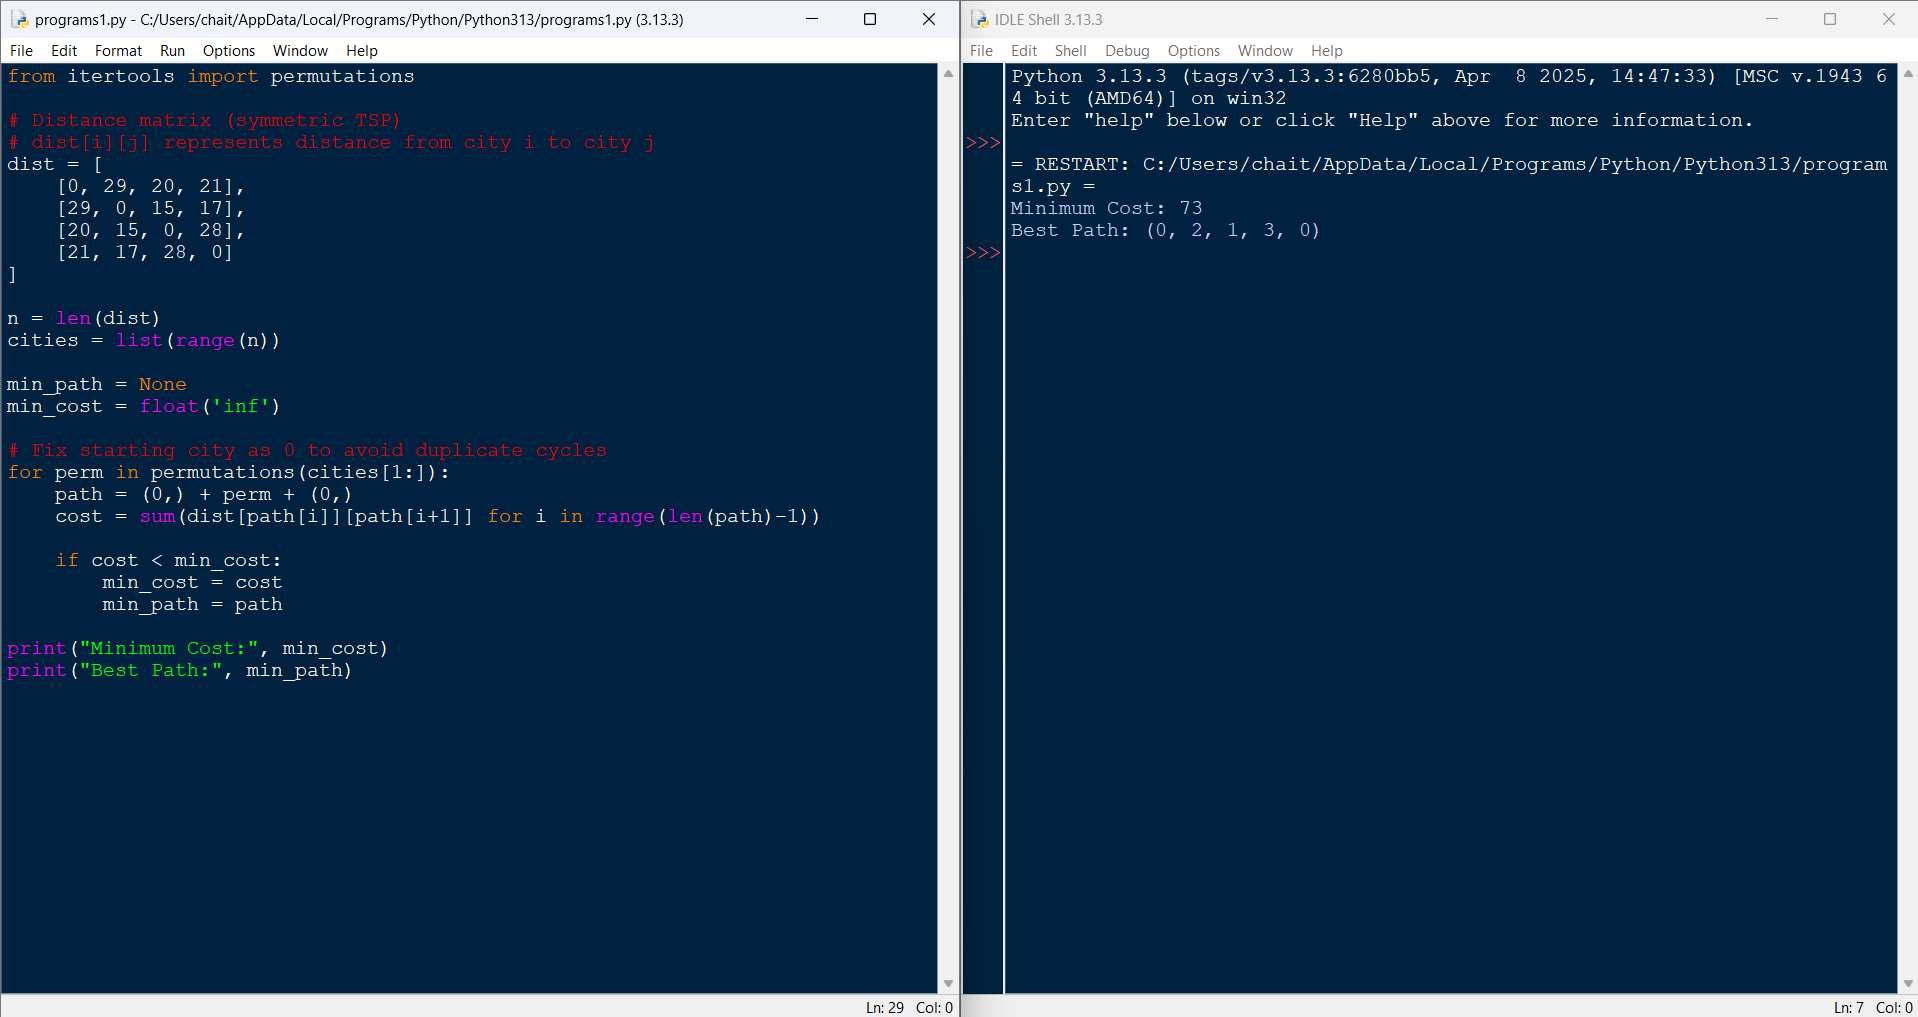 programs1.py - C:/Users/chait/AppData/Local/Programs/Python/Python313/programs1.py (3.13.3)
File Edit Format Run Options Window Help
from itertools import permutations

# Distance matrix (symmetric TSP)
# dist[i][j] represents distance from city i to city j
dist = [
    [0, 29, 20, 21],
    [29, 0, 15, 17],
    [20, 15, 0, 28],
    [21, 17, 28, 0]
]

n = len(dist)
cities = list(range(n))

min_path = None
min_cost = float('inf')

# Fix starting city as 0 to avoid duplicate cycles
for perm in permutations(cities[1:]):
    path = (0,) + perm + (0,)
    cost = sum(dist[path[i]][path[i+1]] for i in range(len(path)-1))

    if cost < min_cost:
        min_cost = cost
        min_path = path

print("Minimum Cost:", min_cost)
print("Best Path:", min_path)
Ln: 29 Col: 0
IDLE Shell 3.13.3
File Edit Shell Debug Options Window Help
Python 3.13.3 (tags/v3.13.3:6280bb5, Apr  8 2025, 14:47:33) [MSC v.1943 6
4 bit (AMD64)] on win32
Enter "help" below or click "Help" above for more information.
>>>
= RESTART: C:/Users/chait/AppData/Local/Programs/Python/Python313/program
s1.py =
Minimum Cost: 73
Best Path: (0, 2, 1, 3, 0)
>>>
Ln: 7 Col: 0